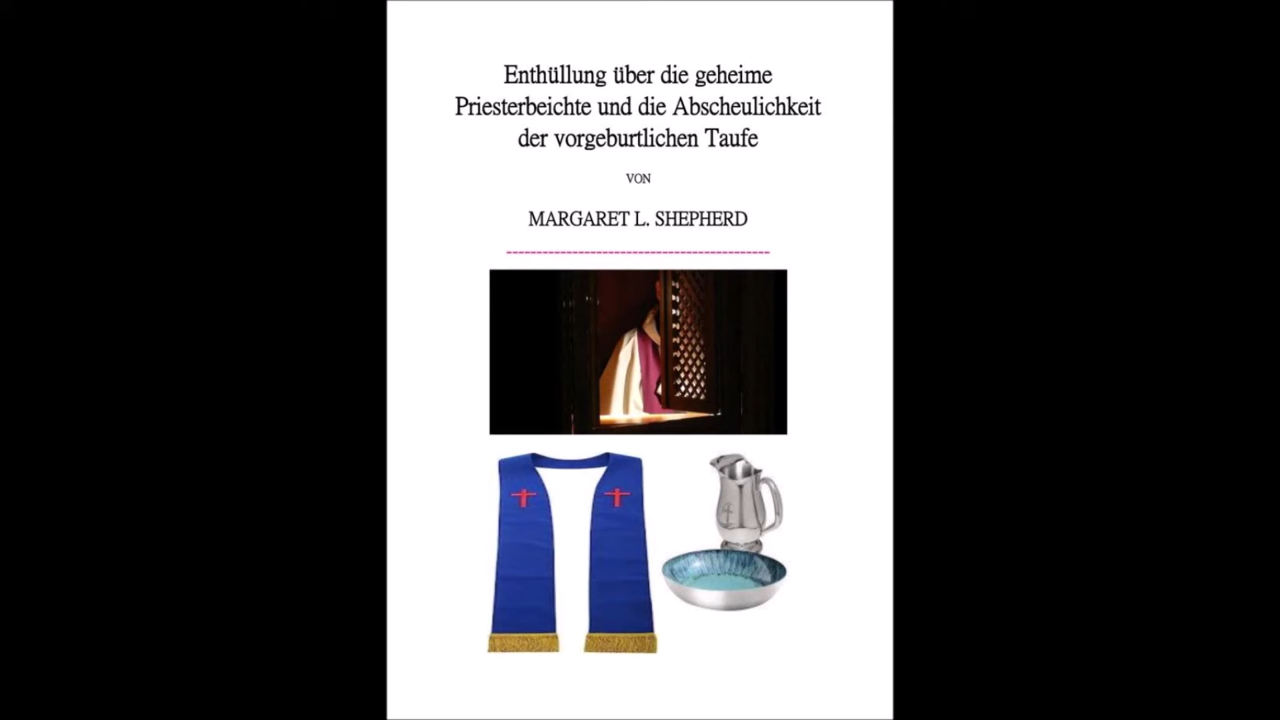 Enthüllung über die geheime
Priesterbeichte und die Abscheulichkeit
der vorgeburtlichen Taufe
VON
MARGARET L. SHEPHERD